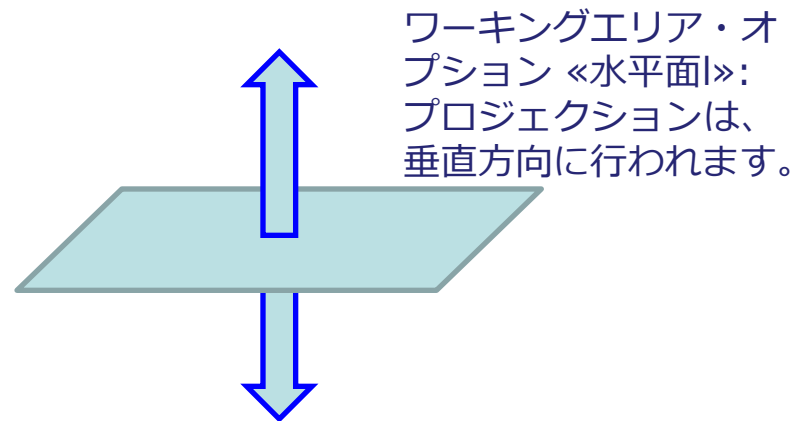 ワーキングエリア・オ
プション «水平面l»:
プロジェクションは、
垂直方向に行われます。